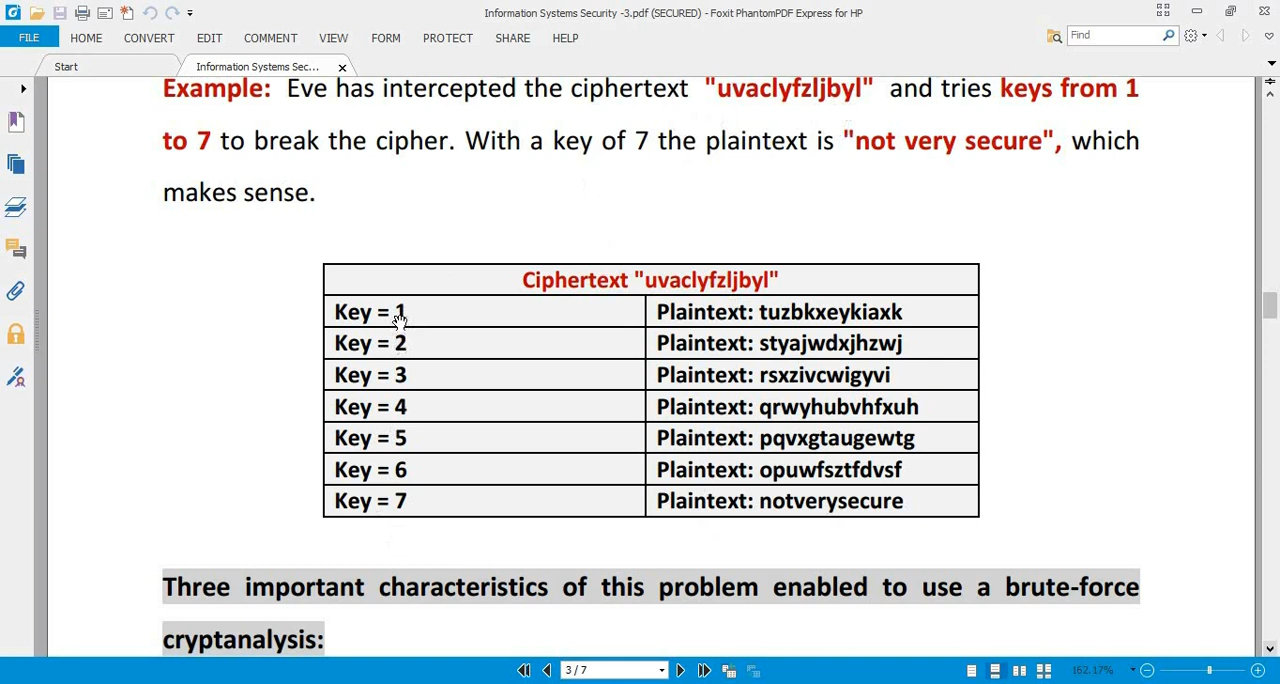 Information Systems Security -3.pdf (SECURED) - Foxit PhantomPDF Express for HP
FILE HOME CONVERT EDIT COMMENT VIEW FORM PROTECT SHARE HELP
Find
Start
Information Systems Sec...
Example: Eve has intercepted the ciphertext "uvaclyfzljbyl" and tries keys from 1
to 7 to break the cipher. With a key of 7 the plaintext is "not very secure", which
makes sense.
Ciphertext "uvaclyfzljbyl"
Key = 1 Plaintext: tuzbkxeykiaxk
Key = 2 Plaintext: styajwdxjhzwj
Key = 3 Plaintext: rsxzivcwigyvi
Key = 4 Plaintext: qrwyhubvhfxuh
Key = 5 Plaintext: pqvxgtaugewtg
Key = 6 Plaintext: opuwfsztfdvsf
Key = 7 Plaintext: notverysecure
Three important characteristics of this problem enabled to use a brute-force
cryptanalysis:
3 / 7
162.17%